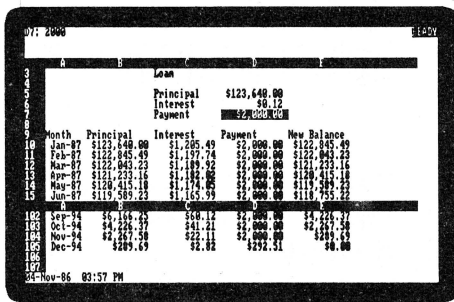 D7: 2000 READY
A B C D E
3 Loan
4
5 Principal $123,640.00
6 Interest $0.12
7 Payment $2,000.00
8
9 Month Principal Interest Payment New Balance
10 Jan-87 $123,640.00 $1,205.49 $2,000.00 $122,845.49
11 Feb-87 $122,845.49 $1,197.74 $2,000.00 $122,043.23
12 Mar-87 $122,043.23 $1,189.92 $2,000.00 $121,233.16
13 Apr-87 $121,233.16 $1,182.02 $2,000.00 $120,415.18
14 May-87 $120,415.18 $1,174.05 $2,000.00 $119,589.23
15 Jun-87 $119,589.23 $1,165.99 $2,000.00 $118,755.22
A B C D E
102 Sep-94 $6,166.25 $60.12 $2,000.00 $4,226.37
103 Oct-94 $4,226.37 $41.21 $2,000.00 $2,267.58
104 Nov-94 $2,267.58 $22.11 $2,000.00 $289.69
105 Dec-94 $289.69 $2.82 $292.51 $0.00
106
107
04-Nov-86 03:57 PM